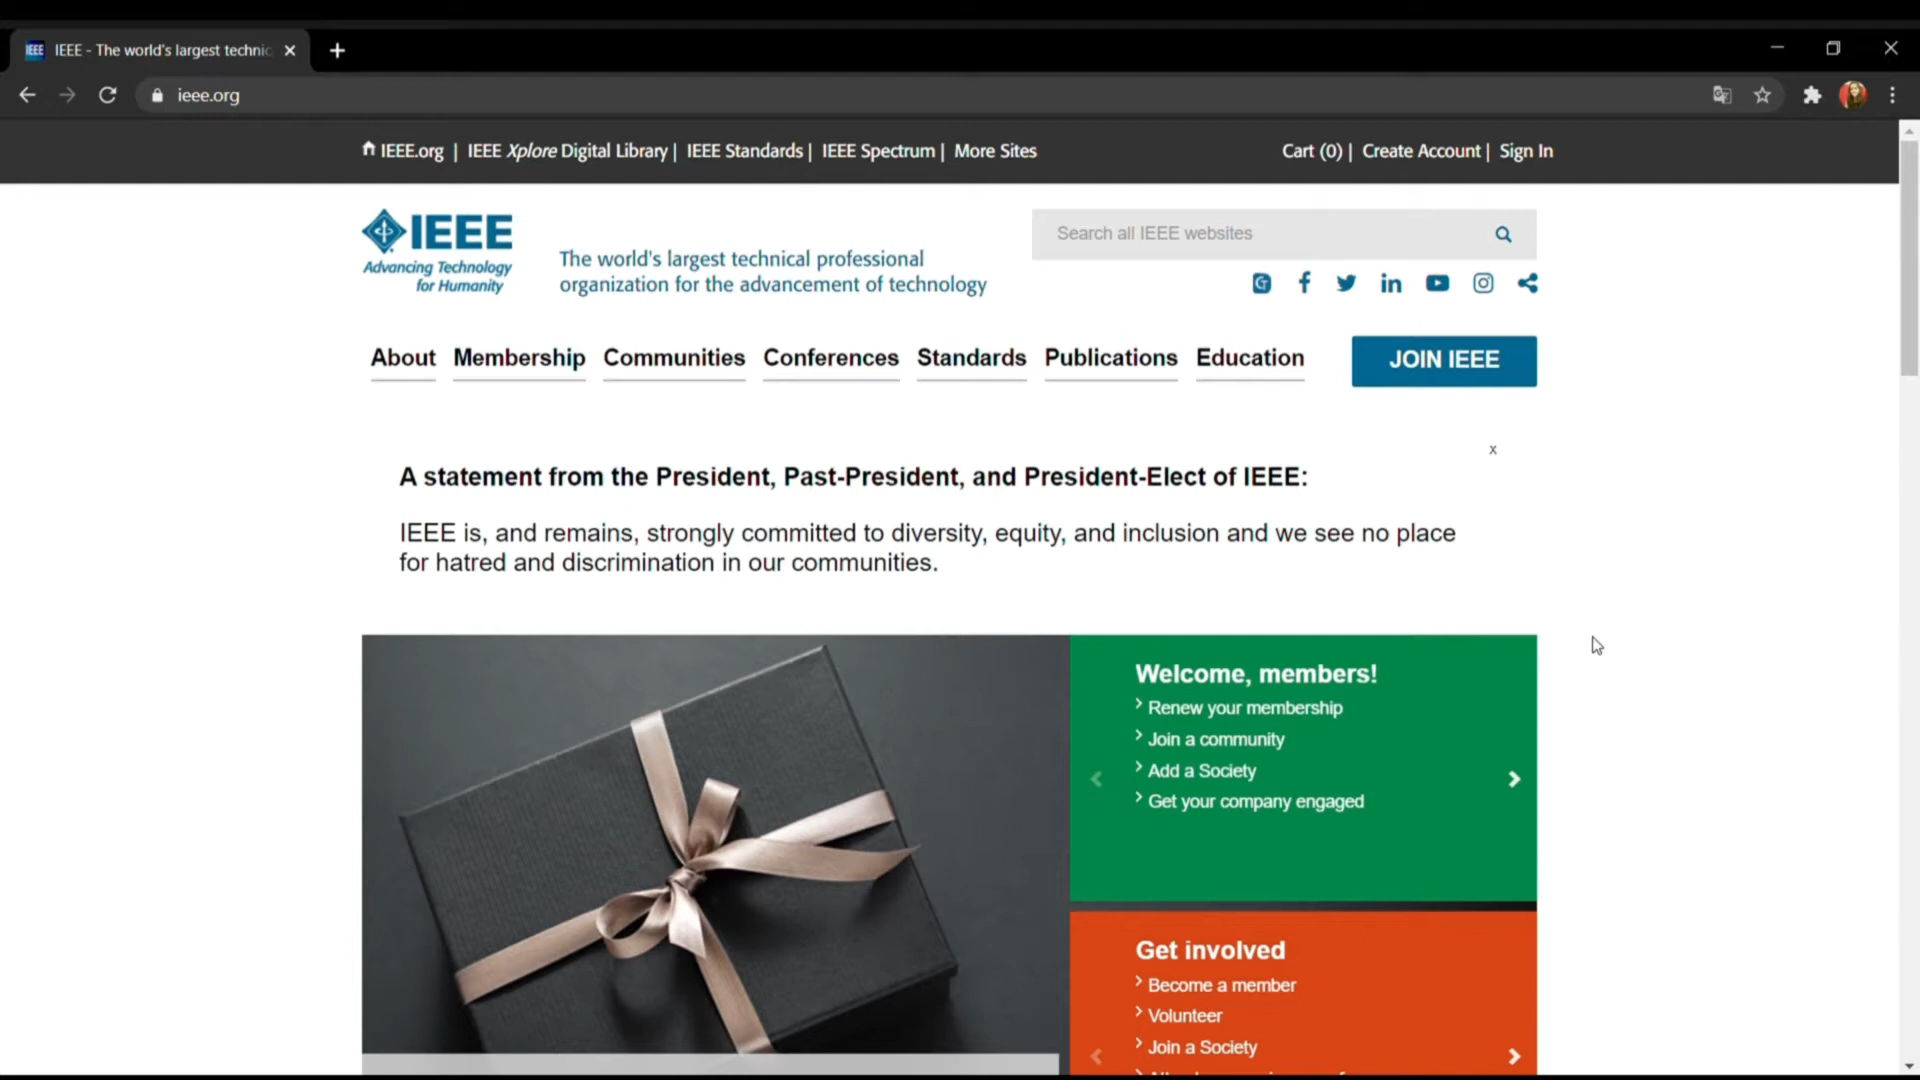 IEEE IEEE - The world's largest technic
ieee.org
IEEE.org | IEEE Xplore Digital Library | IEEE Standards | IEEE Spectrum | More Sites
Cart (0) | Create Account | Sign In
IEEE
Advancing Technology
for Humanity
The world's largest technical professional
organization for the advancement of technology
Search all IEEE websites
About Membership Communities Conferences Standards Publications Education
JOIN IEEE
x
A statement from the President, Past-President, and President-Elect of IEEE:
IEEE is, and remains, strongly committed to diversity, equity, and inclusion and we see no place
for hatred and discrimination in our communities.
Welcome, members!
Renew your membership
Join a community
Add a Society
Get your company engaged
Get involved
Become a member
Volunteer
Join a Society